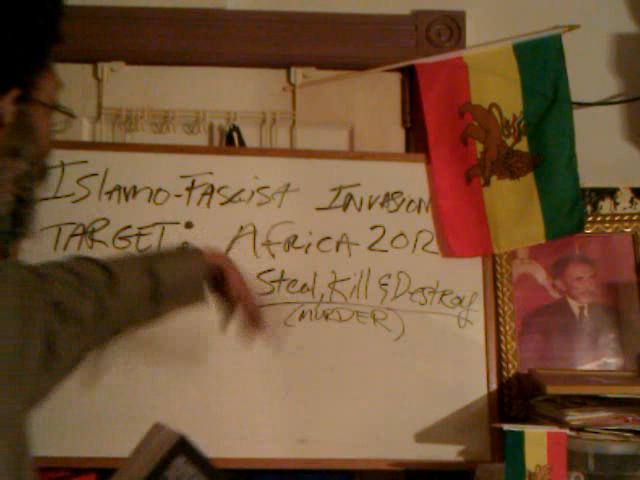 Islamo-Fascist Invasion
TARGET: Africa 2012
Steal, Kill & Destroy
(MURDER)